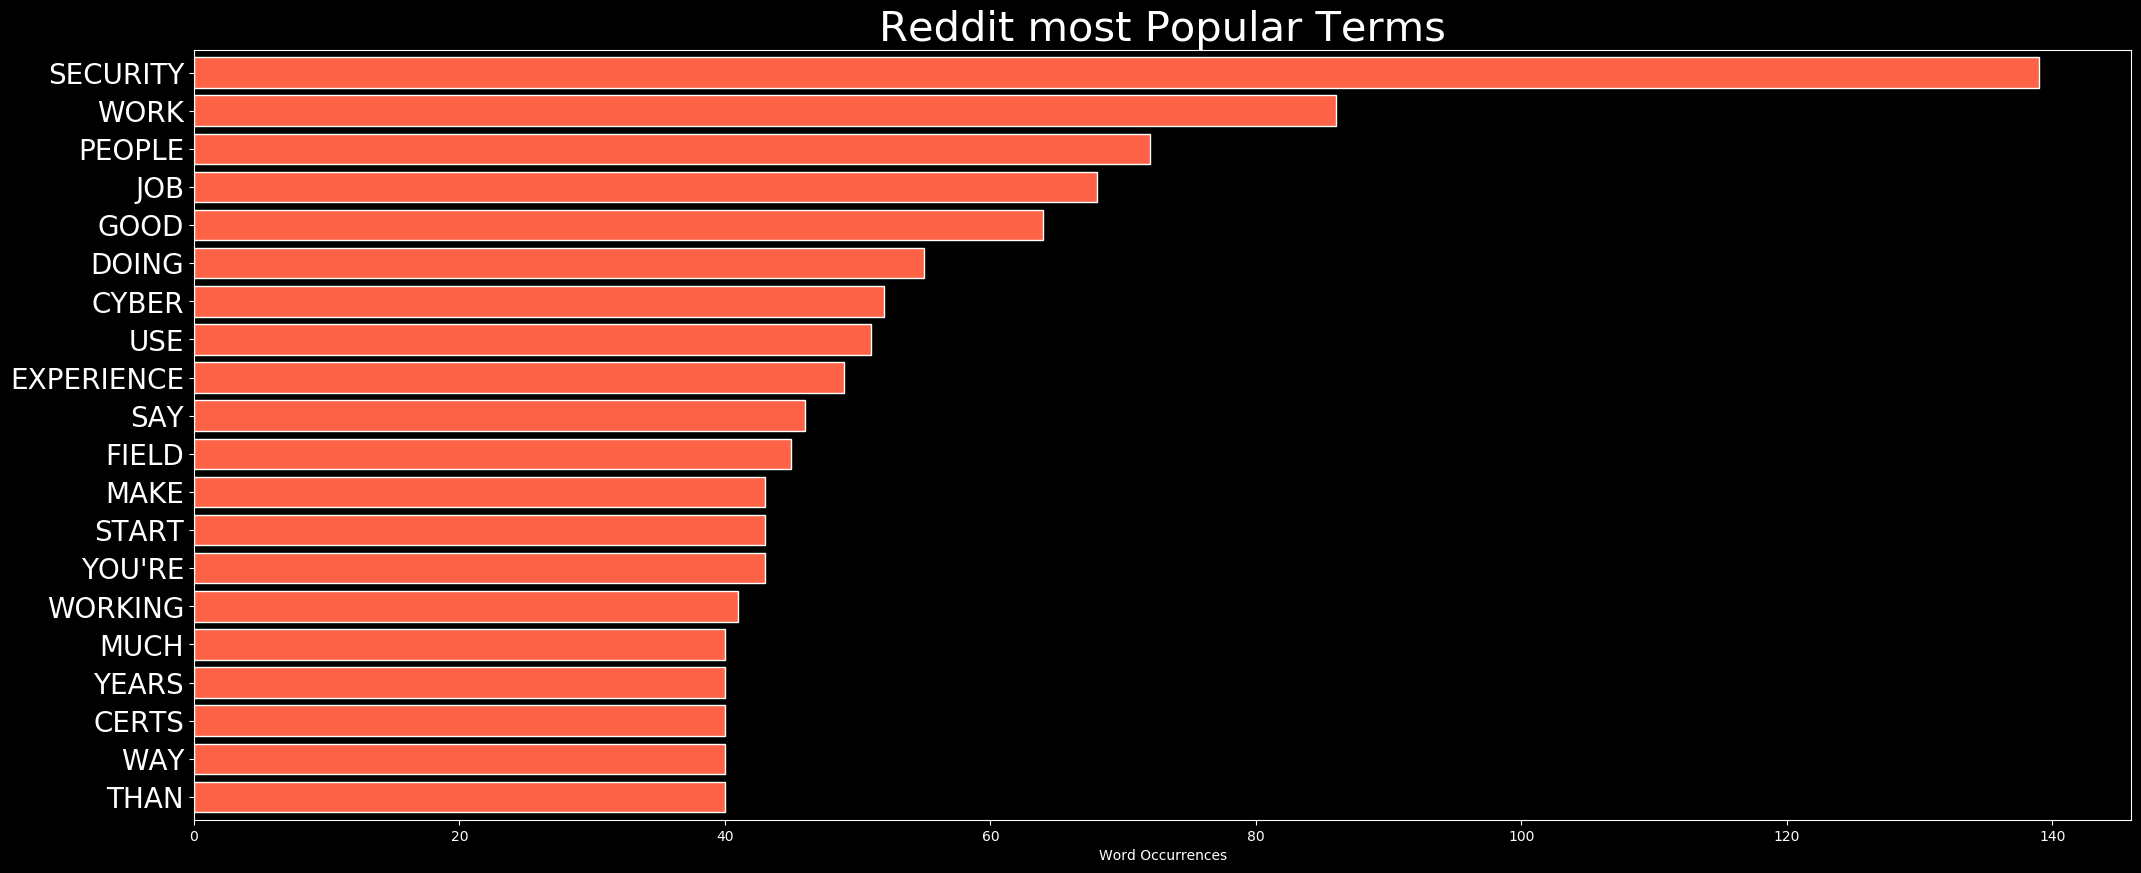 Reddit most Popular Terms
SECURITY
WORK
PEOPLE
JOB
GOOD
DOING
CYBER
USE
EXPERIENCE
SAY
FIELD
MAKE
START
YOU'RE
WORKING
MUCH
YEARS
CERTS
WAY
THAN
0 20 40 60 80 100 120 140
Word Occurrences